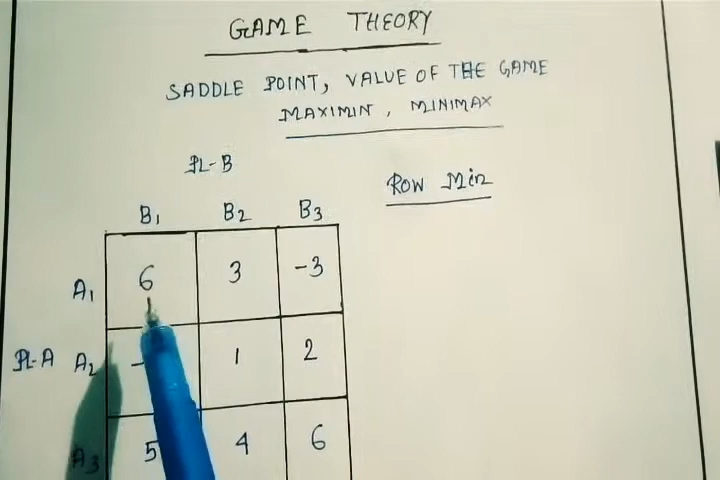 GAME THEORY
SADDLE POINT, VALUE OF THE GAME
MAXIMIN, MINIMAX
PL-B
Row Min
B1 B2 B3
A1 6 3 -3
PL-A A2 - 1 2
A3 5 4 6